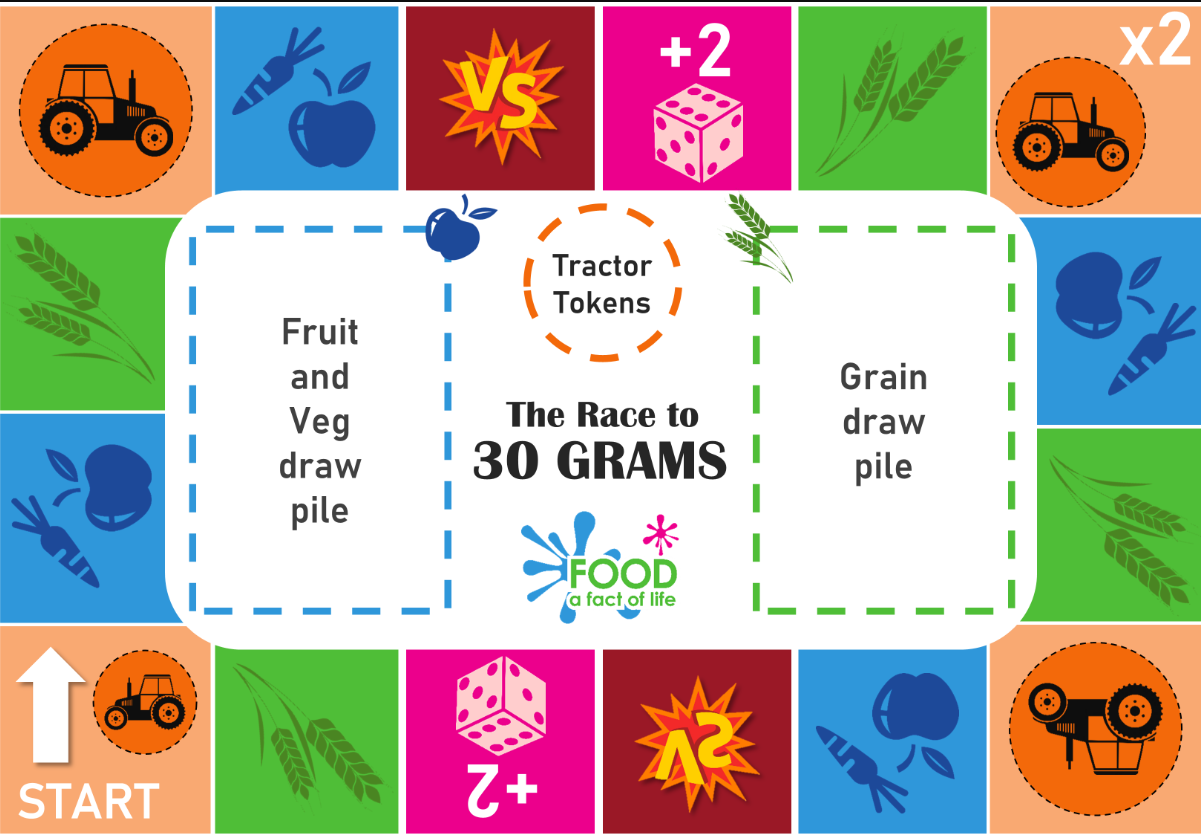 VS
+2
x2
Tractor
Tokens
Fruit
and
Veg
draw
pile
Grain
draw
pile
The Race to
30 GRAMS
FOOD
a fact of life
START
+2
VS